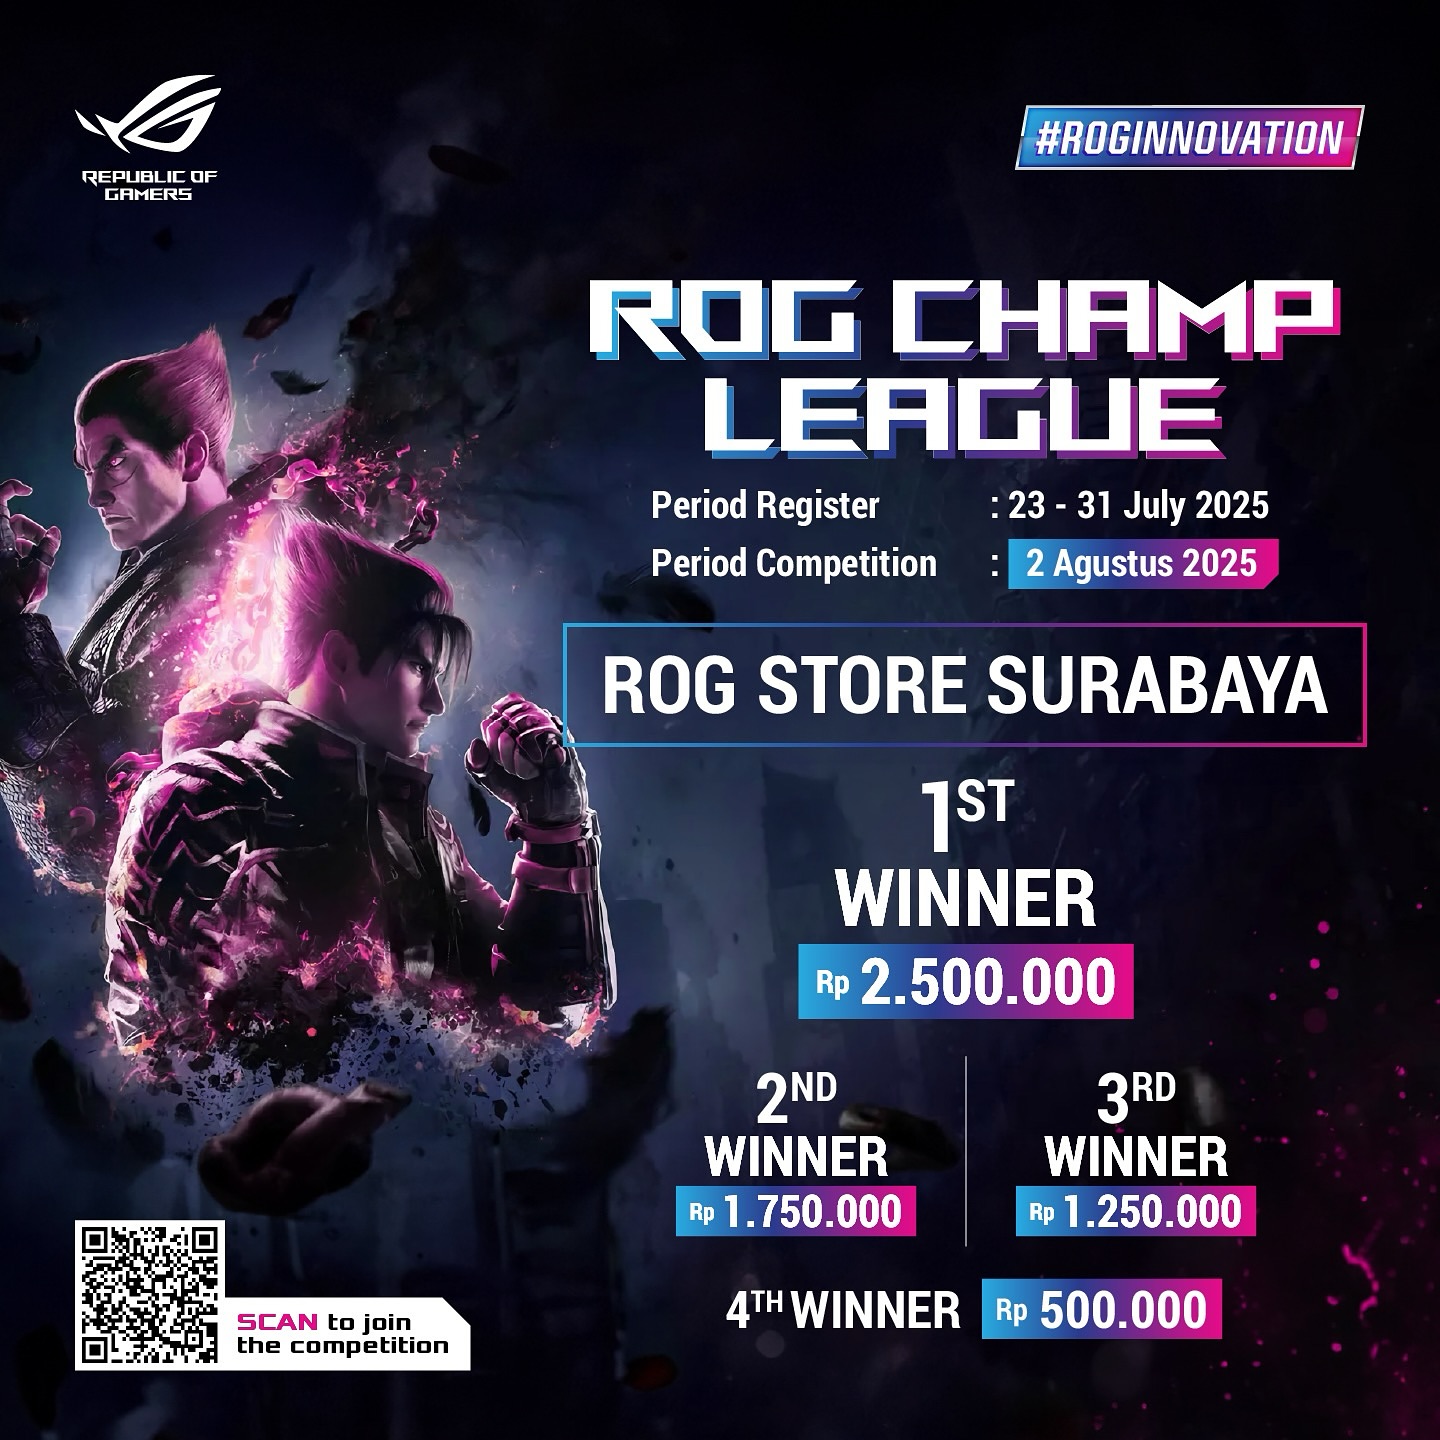 REPUBLIC OF
GAMERS
#ROGINNOVATION
ROG CHAMP
LEAGUE
Period Register : 23 - 31 July 2025
Period Competition : 2 Agustus 2025
ROG STORE SURABAYA
1ST
WINNER
Rp 2.500.000
2ND
WINNER
Rp 1.750.000
3RD
WINNER
Rp 1.250.000
4TH WINNER Rp 500.000
SCAN to join
the competition